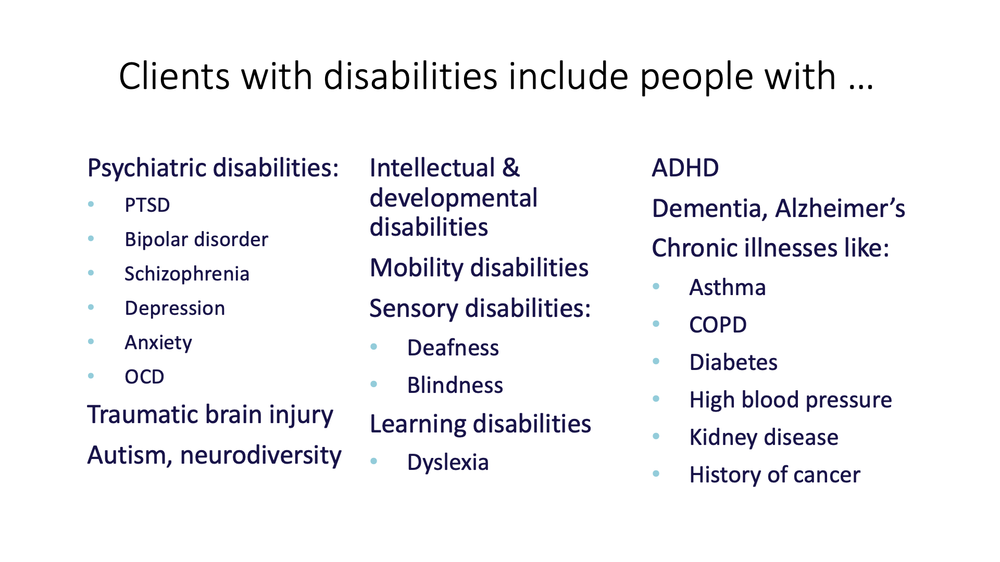 Clients with disabilities include people with …
Psychiatric disabilities:
• PTSD
• Bipolar disorder
• Schizophrenia
• Depression
• Anxiety
• OCD
Traumatic brain injury
Autism, neurodiversity
Intellectual &
developmental
disabilities
Mobility disabilities
Sensory disabilities:
• Deafness
• Blindness
Learning disabilities
• Dyslexia
ADHD
Dementia, Alzheimer’s
Chronic illnesses like:
• Asthma
• COPD
• Diabetes
• High blood pressure
• Kidney disease
• History of cancer